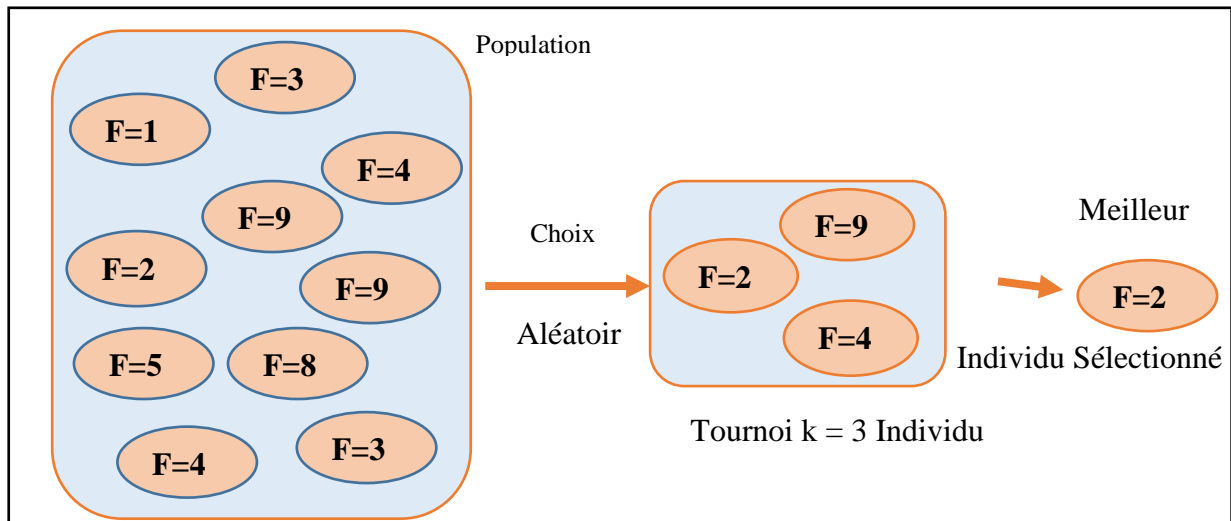 Population
F=3
F=1
F=4
F=9
F=2
F=9
F=5
F=8
F=4
F=3
Choix
Aléatoir
F=9
F=2
F=4
Tournoi k = 3 Individu
Meilleur
F=2
Individu Sélectionné